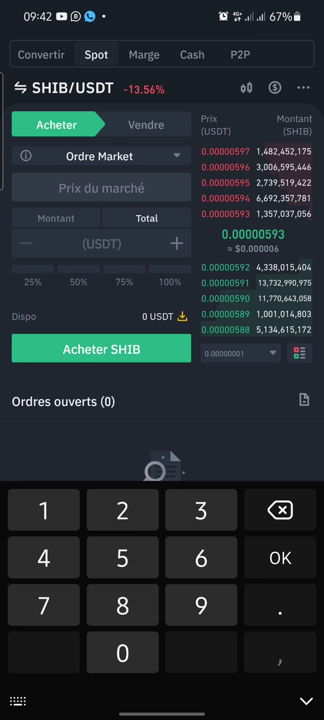 09:42 67%
Convertir Spot Marge Cash P2P
SHIB/USDT -13.56%
Acheter Vendre
Ordre Market
Prix du marché
Montant Total
(USDT)
25% 50% 75% 100%
Dispo 0 USDT
Acheter SHIB
Prix (USDT) Montant (SHIB)
0.00000597 1,482,452,175
0.00000596 3,006,595,446
0.00000595 2,739,519,422
0.00000594 6,692,357,781
0.00000593 1,357,037,056
0.00000593
≈ $0.000006
0.00000592 4,338,015,404
0.00000591 13,732,990,975
0.00000590 11,770,643,058
0.00000589 1,001,014,803
0.00000588 5,134,615,172
0.00000001
Ordres ouverts (0)
1 2 3
4 5 6 OK
7 8 9 .
0 ,